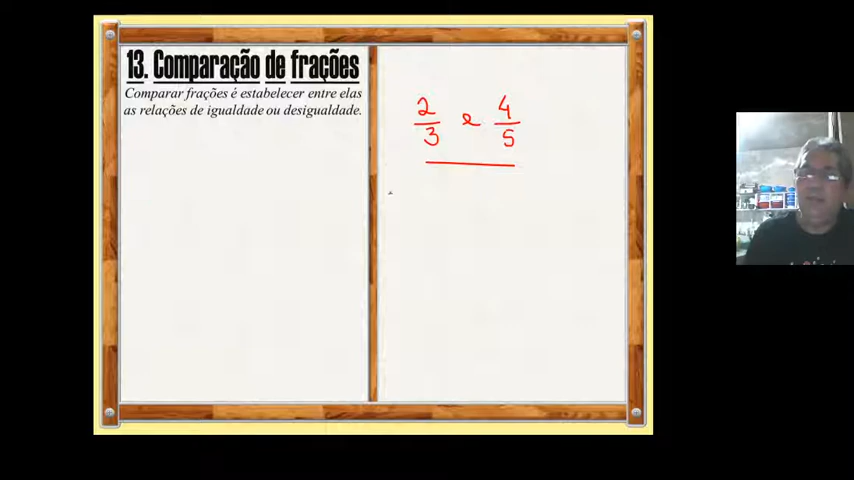 13. Comparação de frações
Comparar frações é estabelecer entre elas
as relações de igualdade ou desigualdade.
2/3 e 4/5